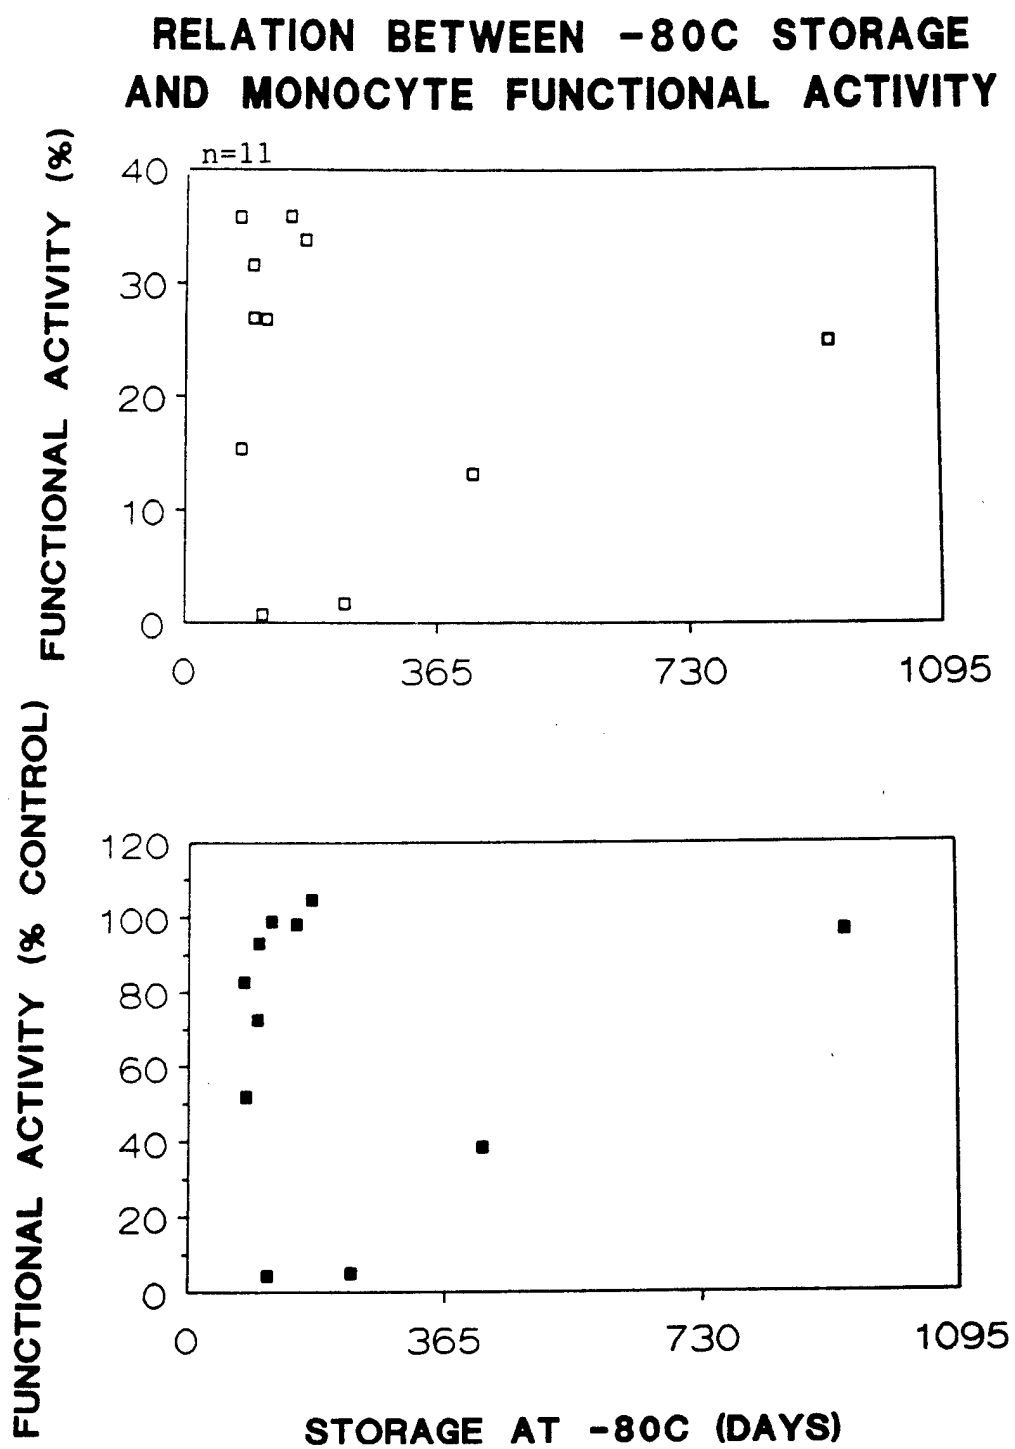 RELATION BETWEEN -80C STORAGE
AND MONOCYTE FUNCTIONAL ACTIVITY
FUNCTIONAL ACTIVITY (%)
n=11
40
30
20
10
0
0 365 730 1095
FUNCTIONAL ACTIVITY (% CONTROL)
120
100
80
60
40
20
0
0 365 730 1095
STORAGE AT -80C (DAYS)